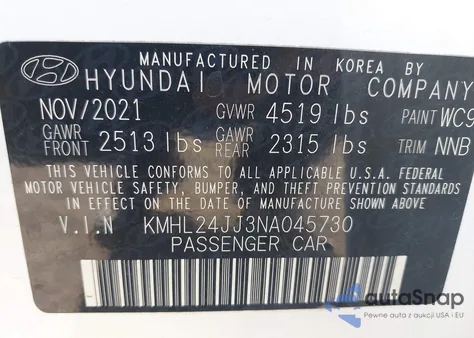 MANUFACTURED IN KOREA BY
HYUNDAI MOTOR COMPANY
NOV/2021 GVWR 4519 lbs PAINT WC9
GAWR FRONT 2513 lbs GAWR REAR 2315 lbs TRIM NNB
THIS VEHICLE CONFORMS TO ALL APPLICABLE U.S.A. FEDERAL
MOTOR VEHICLE SAFETY, BUMPER, AND THEFT PREVENTION STANDARDS
IN EFFECT ON THE DATE OF MANUFACTURE SHOWN ABOVE.
V.I.N KMHL24JJ3NA045730
PASSENGER CAR
autoSnap
Pewne auta z aukcji USA i EU